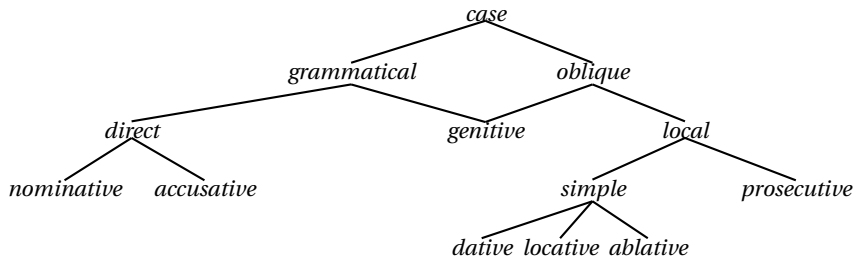 case
grammatical oblique
direct genitive local
nominative accusative simple prosecutive
dative locative ablative